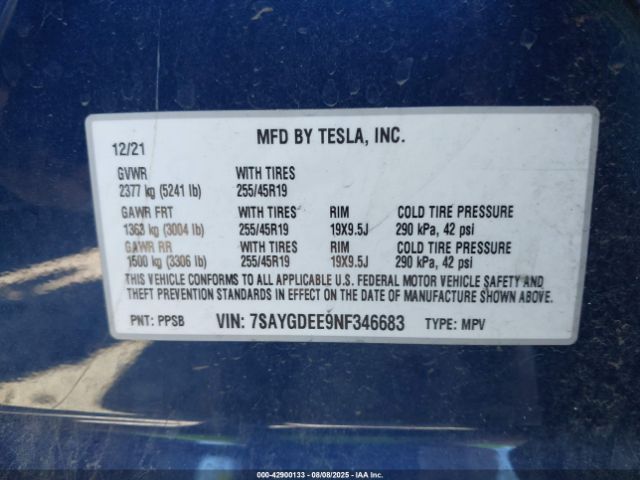 12/21 MFD BY TESLA, INC.
GVWR WITH TIRES
2377 kg (5241 lb) 255/45R19
GAWR FRT WITH TIRES RIM COLD TIRE PRESSURE
1363 kg (3004 lb) 255/45R19 19X9.5J 290 kPa, 42 psi
GAWR RR WITH TIRES RIM COLD TIRE PRESSURE
1500 kg (3306 lb) 255/45R19 19X9.5J 290 kPa, 42 psi
THIS VEHICLE CONFORMS TO ALL APPLICABLE U.S. FEDERAL MOTOR VEHICLE SAFETY AND
THEFT PREVENTION STANDARDS IN EFFECT ON THE DATE OF MANUFACTURE SHOWN ABOVE.
PNT: PPSB VIN: 7SAYGDEE9NF346683 TYPE: MPV
000-42900133 - 08/08/2025 - IAA Inc.